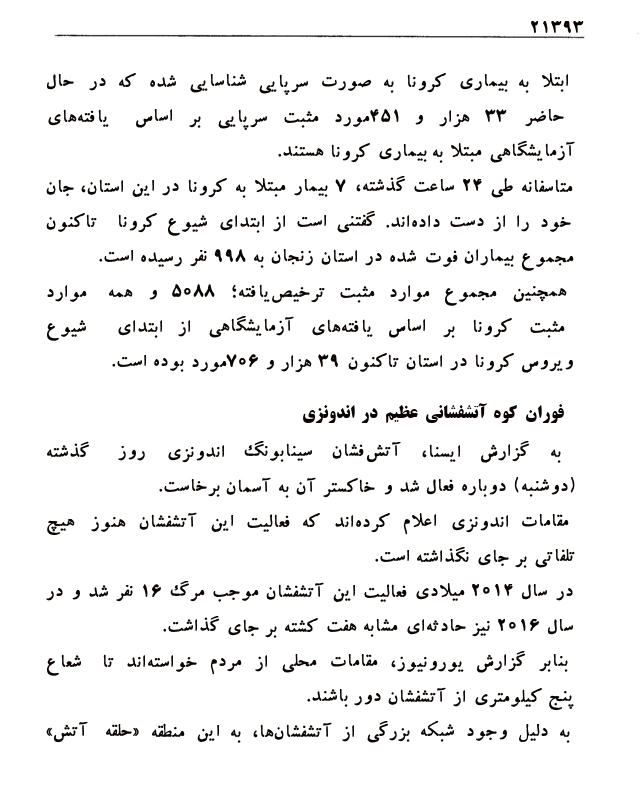 ۲۱۳۹۳
ابتلا به بیماری کرونا به صورت سرپایی شناسایی شده که در حال
حاضر ۳۳ هزار و ۴۵۱مورد مثبت سرپایی بر اساس یافته‌های
آزمایشگاهی مبتلا به بیماری کرونا هستند.
متاسفانه طی ۲۴ ساعت گذشته، ۷ بیمار مبتلا به کرونا در این استان، جان
خود را از دست داده‌اند. گفتنی است از ابتدای شیوع کرونا تاکنون
مجموع بیماران فوت شده در استان زنجان به ۹۹۸ نفر رسیده است.
همچنین مجموع موارد مثبت ترخیص‌یافته؛ ۵۰۸۸ و همه موارد
مثبت کرونا بر اساس یافته‌های آزمایشگاهی از ابتدای شیوع
ویروس کرونا در استان تاکنون ۳۹ هزار و ۷۰۶مورد بوده است.
فوران کوه آتشفشانی عظیم در اندونزی
به گزارش ایسنا، آتش‌فشان سینابونگ اندونزی روز گذشته
(دوشنبه) دوباره فعال شد و خاکستر آن به آسمان برخاست.
مقامات اندونزی اعلام کرده‌اند که فعالیت این آتشفشان هنوز هیچ
تلفاتی بر جای نگذاشته است.
در سال ۲۰۱۴ میلادی فعالیت این آتشفشان موجب مرگ ۱۶ نفر شد و در
سال ۲۰۱۶ نیز حادثه‌ای مشابه هفت کشته بر جای گذاشت.
بنابر گزارش یورونیوز، مقامات محلی از مردم خواسته‌اند تا شعاع
پنج کیلومتری از آتشفشان دور باشند.
به دلیل وجود شبکه بزرگی از آتشفشان‌ها، به این منطقه «حلقه آتش»